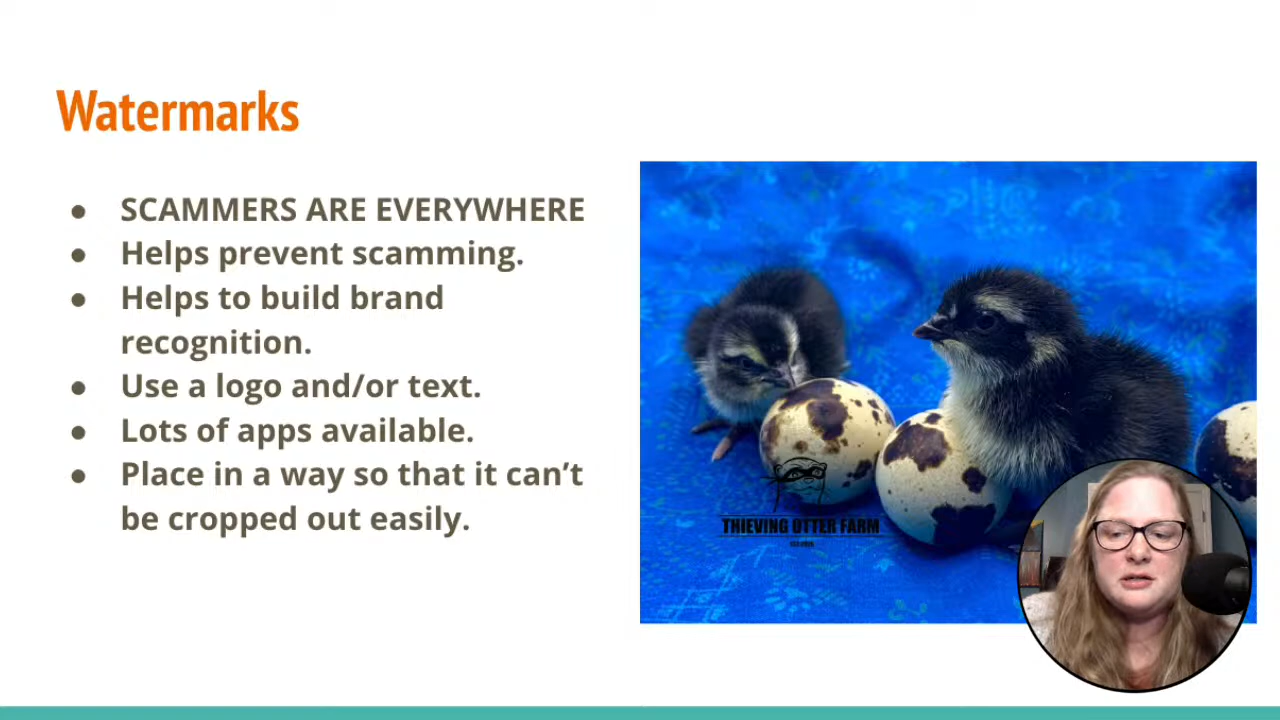 Watermarks
● SCAMMERS ARE EVERYWHERE
● Helps prevent scamming.
● Helps to build brand
recognition.
● Use a logo and/or text.
● Lots of apps available.
● Place in a way so that it can’t
be cropped out easily.
THIEVING OTTER FARM